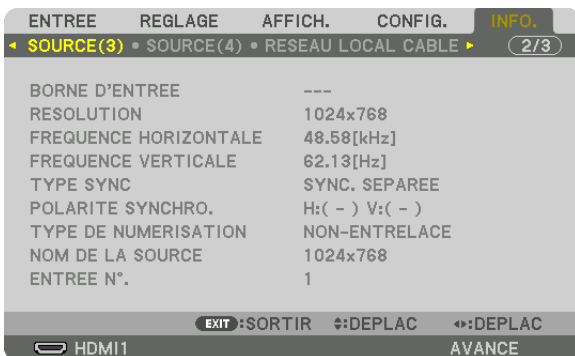 ENTREE REGLAGE AFFICH. CONFIG. INFO.
SOURCE(3) • SOURCE(4) • RESEAU LOCAL CABLE 2/3
BORNE D'ENTREE ---
RESOLUTION 1024x768
FREQUENCE HORIZONTALE 48.58[kHz]
FREQUENCE VERTICALE 62.13[Hz]
TYPE SYNC SYNC. SEPAREE
POLARITE SYNCHRO. H:( - ) V:( - )
TYPE DE NUMERISATION NON-ENTRELACE
NOM DE LA SOURCE 1024x768
ENTREE N°. 1
EXIT :SORTIR :DEPLAC :DEPLAC
HDMI1 AVANCE